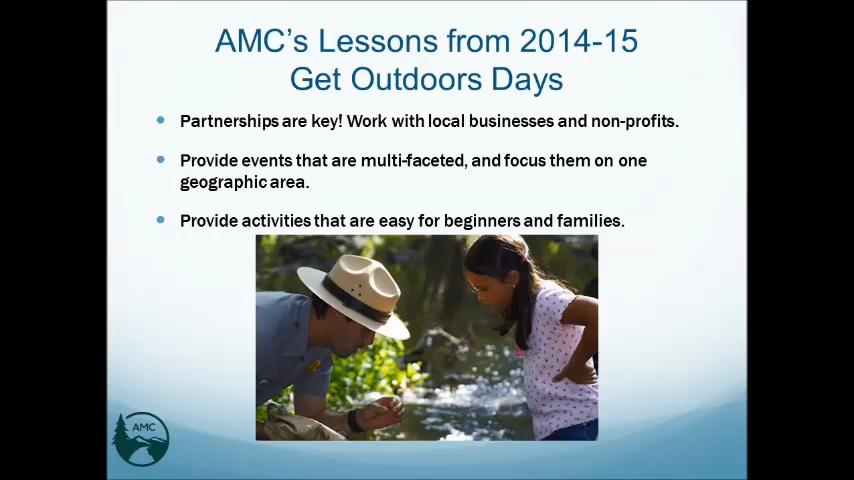 AMC’s Lessons from 2014-15
Get Outdoors Days
Partnerships are key! Work with local businesses and non-profits.
Provide events that are multi-faceted, and focus them on one
geographic area.
Provide activities that are easy for beginners and families.
AMC